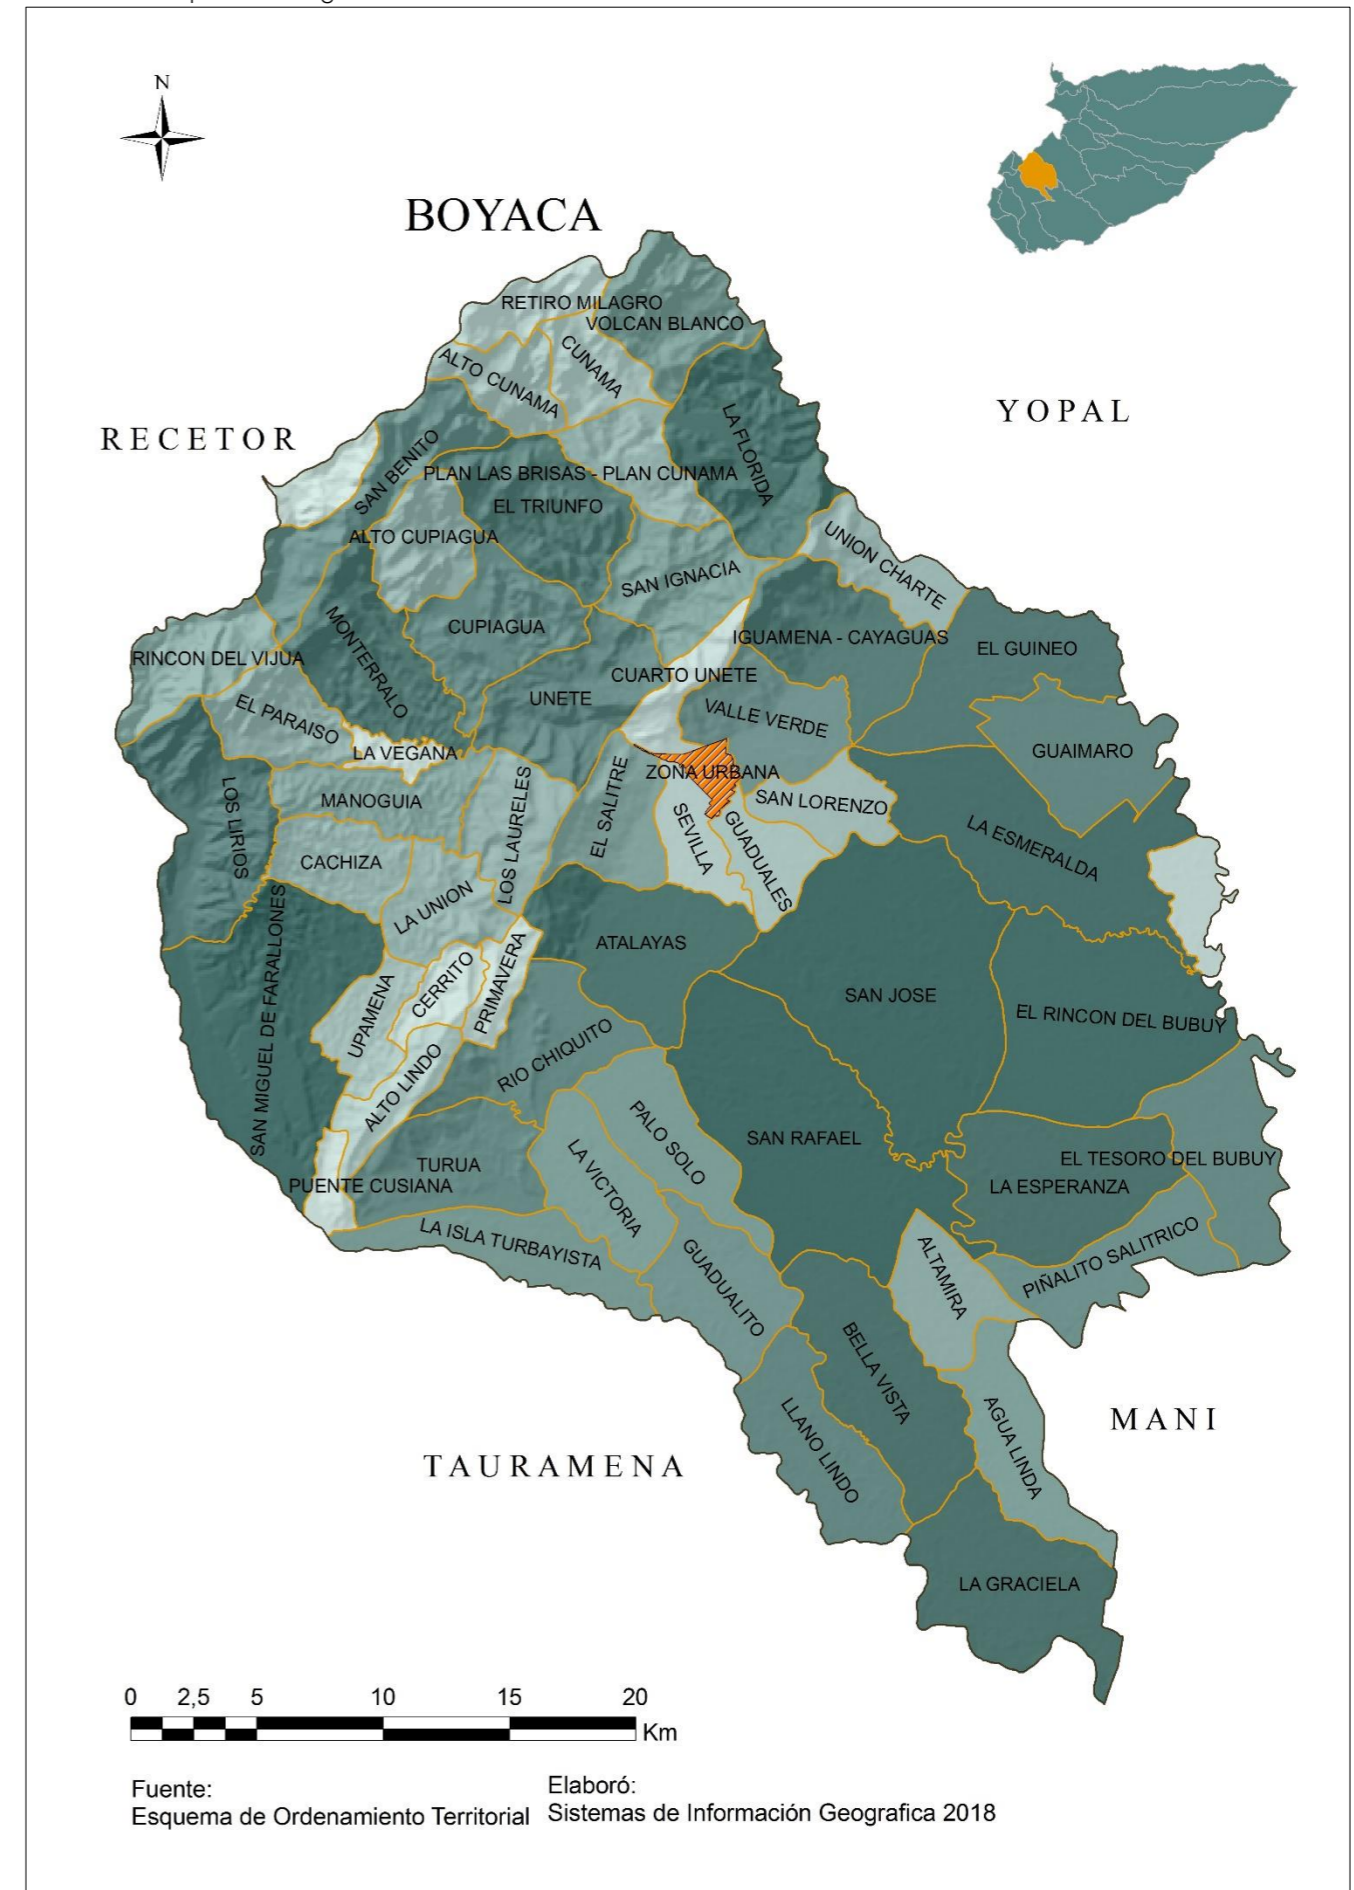 N
BOYACA
RETIRO MILAGRO
VOLCAN BLANCO
CUNAMA
ALTO CUNAMA
YOPAL
RECETOR
LA FLORIDA
SAN BENITO
PLAN LAS BRISAS - PLAN CUNAMA
EL TRIUNFO
ALTO CUPIAGUA
UNION CHARTE
SAN IGNACIA
CUPIAGUA
IGUAMENA - CAYAGUAS
EL GUINEO
MONTERRALO
RINCON DEL VIJUA
CUARTO UNETE
UNETE
EL PARAISO
VALLE VERDE
GUAIMARO
LA VEGANA
ZONA URBANA
MANOGUIA
SAN LORENZO
LOS LIRIOS
LOS LAURELES
EL SALITRE
SEVILLA
GUADUALES
LA ESMERALDA
CACHIZA
LA UNION
ATALAYAS
SAN MIGUEL DE FARALLONES
CERRITO
PRIMAVERA
SAN JOSE
UPAMENA
EL RINCON DEL BUBUY
RIO CHIQUITO
ALTO LINDO
PALO SOLO
SAN RAFAEL
TURUA
EL TESORO DEL BUBUY
PUENTE CUSIANA
LA VICTORIA
LA ESPERANZA
LA ISLA TURBAYISTA
GUADUALITO
ALTAMIRA
PIÑALITO SALITRICO
BELLA VISTA
MANI
LLANO LINDO
AGUA LINDA
TAURAMENA
LA GRACIELA
0 2,5 5 10 15 20
Km
Fuente:
Esquema de Ordenamiento Territorial
Elaboró:
Sistemas de Información Geografica 2018